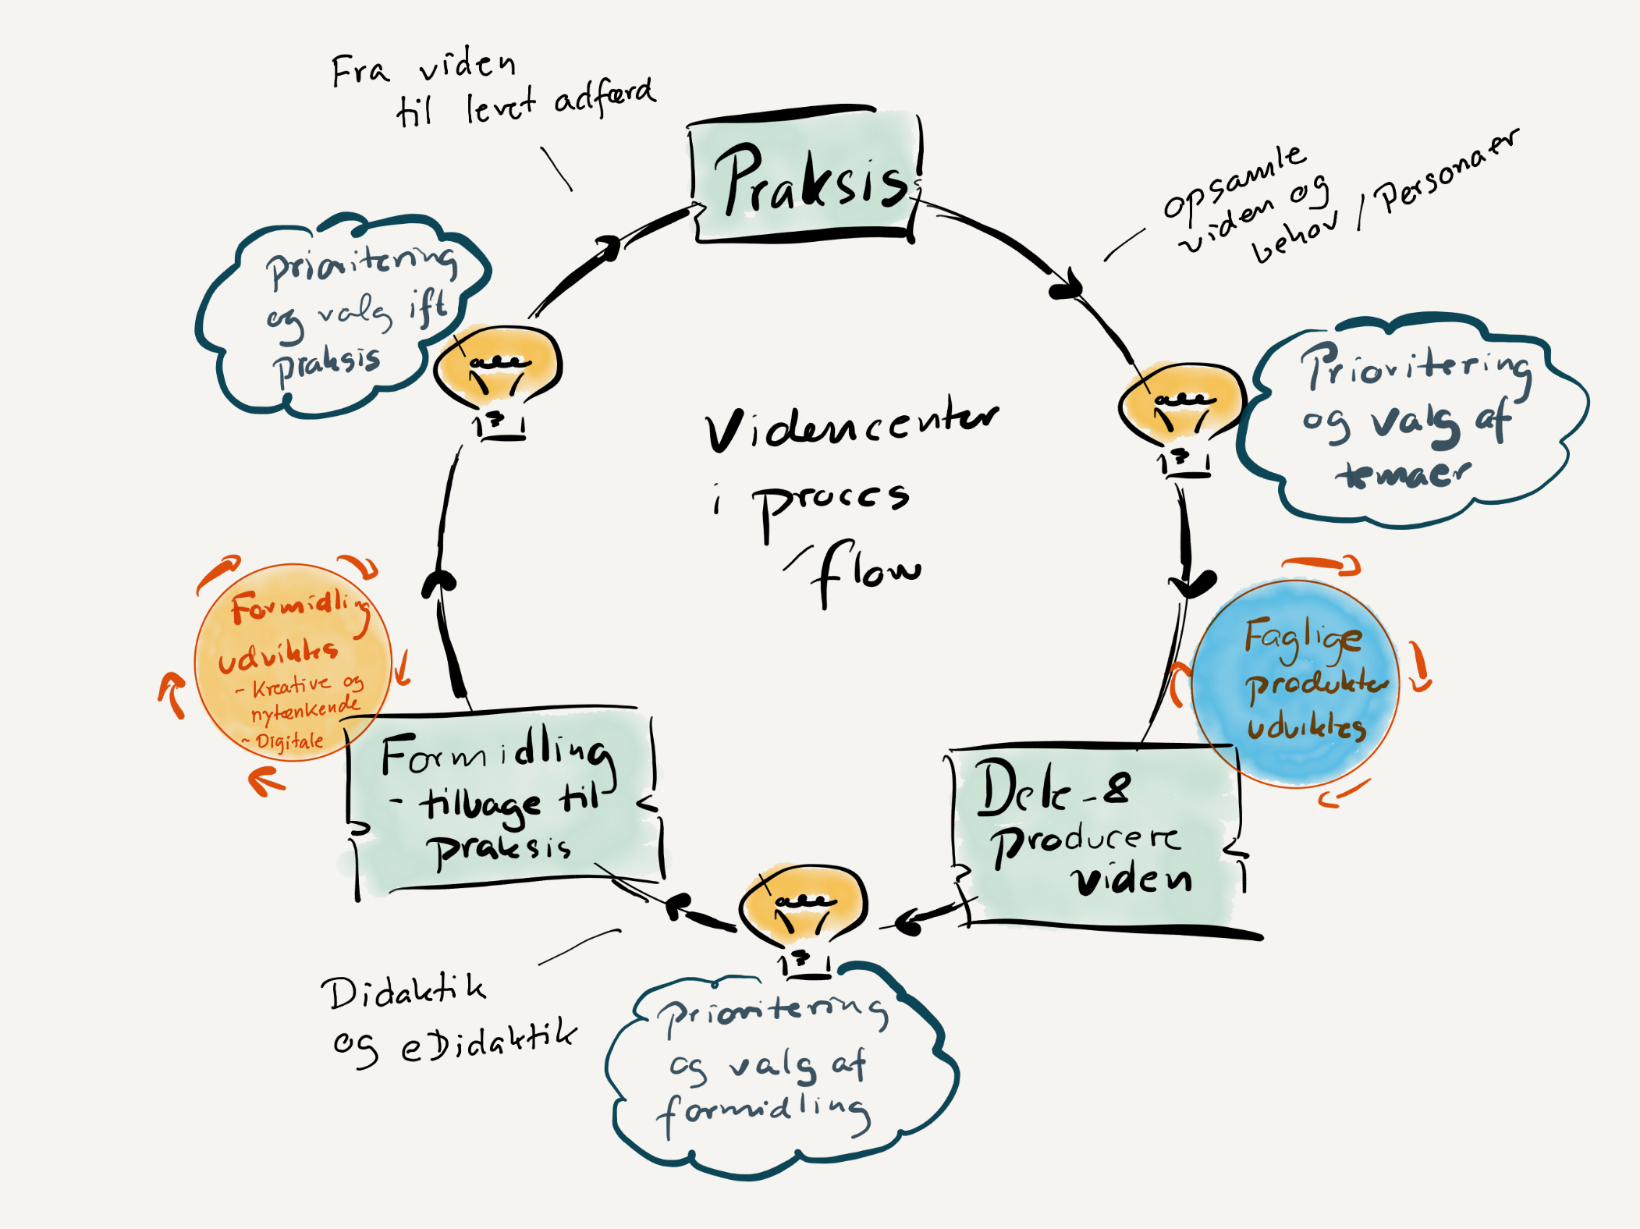 Fra viden
til levet adfærd
Praksis
opsamle
viden og
behov / Personaer
prioritering
og valg ift
praksis
Prioritering
og valg af
temaer
Videncenter
i proces
/flow
Formidling
udvikles
- Kreative og
nytænkende
- Digitale
Faglige
produkter
udvikles
Formidling
- tilbage til
praksis
Dele- &
producere
viden
Didaktik
og eDidaktik
Prioritering
og valg af
formidling